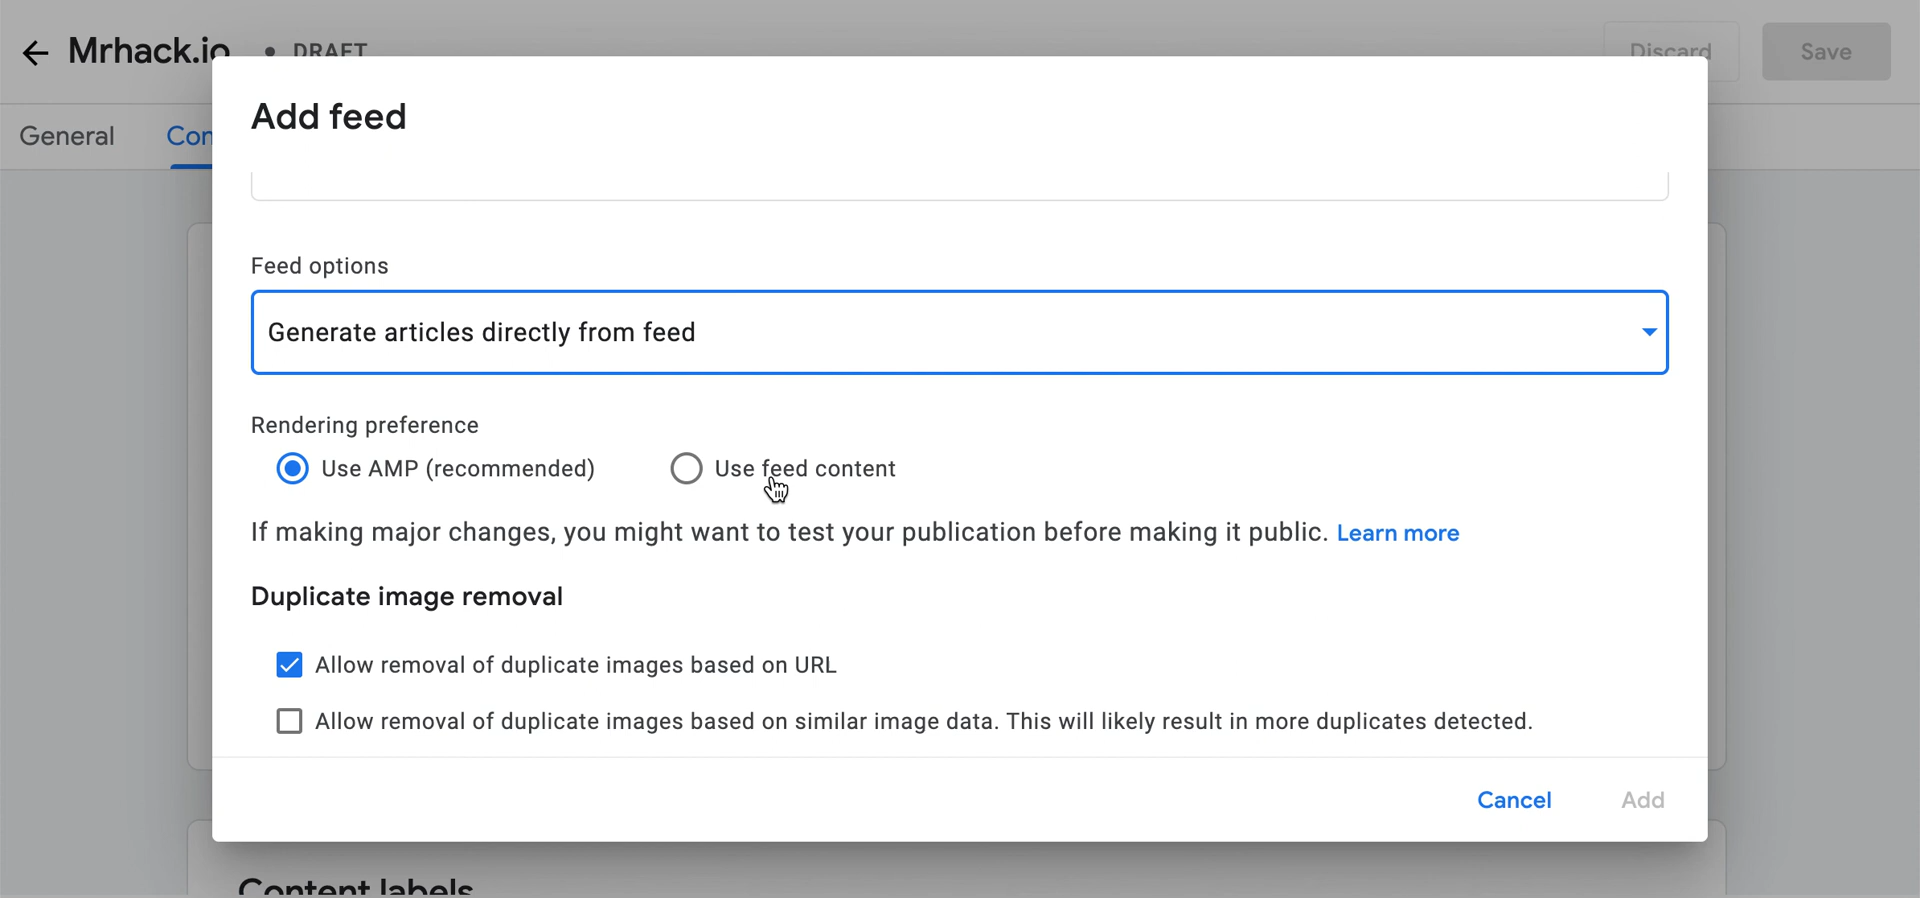 Mrhack.io • DRAFT
Discard
Save
General
Con
Add feed
Feed options
Generate articles directly from feed
Rendering preference
Use AMP (recommended)
Use feed content
If making major changes, you might want to test your publication before making it public. Learn more
Duplicate image removal
Allow removal of duplicate images based on URL
Allow removal of duplicate images based on similar image data. This will likely result in more duplicates detected.
Cancel
Add
Content labels